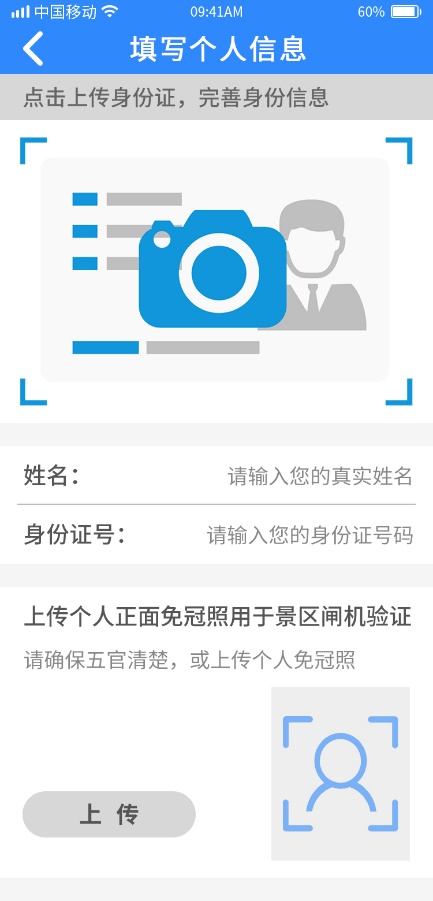 中国移动 09:41AM 60%
填写个人信息
点击上传身份证，完善身份信息
姓名： 请输入您的真实姓名
身份证号： 请输入您的身份证号码
上传个人正面免冠照用于景区闸机验证
请确保五官清楚，或上传个人免冠照
上 传